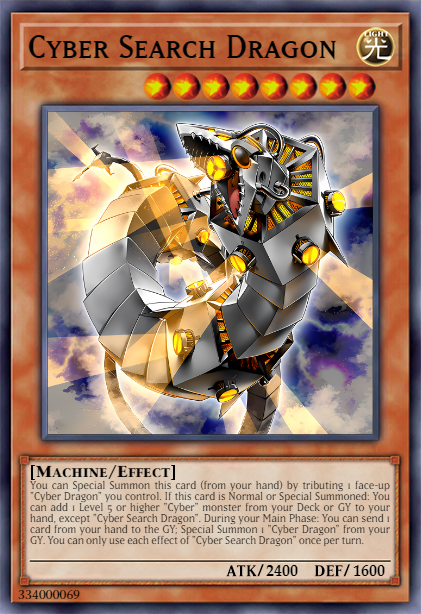 CYBER SEARCH DRAGON
LIGHT
光
[MACHINE/EFFECT]
You can Special Summon this card (from your hand) by tributing 1 face-up
"Cyber Dragon" you control. If this card is Normal or Special Summoned: You
can add 1 Level 5 or higher "Cyber" monster from your Deck or GY to your
hand, except "Cyber Search Dragon". During your Main Phase: You can send 1
card from your hand to the GY; Special Summon 1 "Cyber Dragon" from your
GY. You can only use each effect of "Cyber Search Dragon" once per turn.
ATK/2400 DEF/1600
334000069